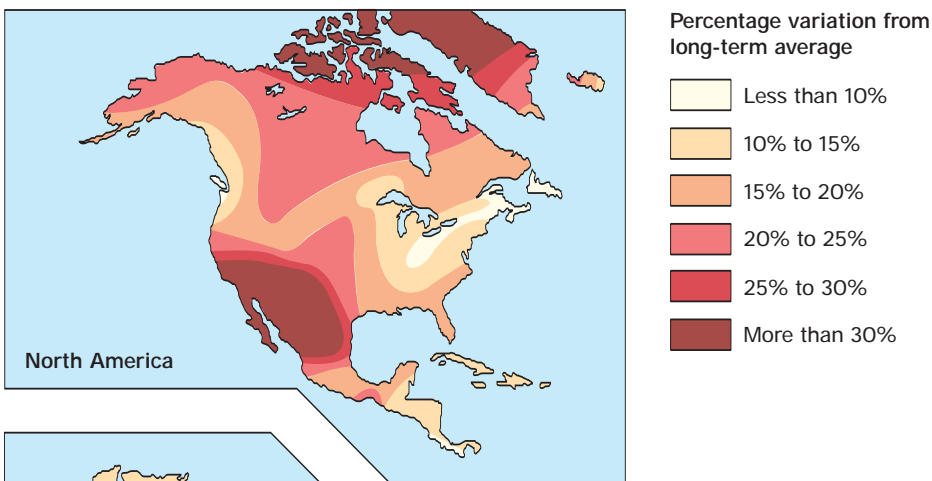 Percentage variation from
long-term average
Less than 10%
10% to 15%
15% to 20%
20% to 25%
25% to 30%
More than 30%
North America